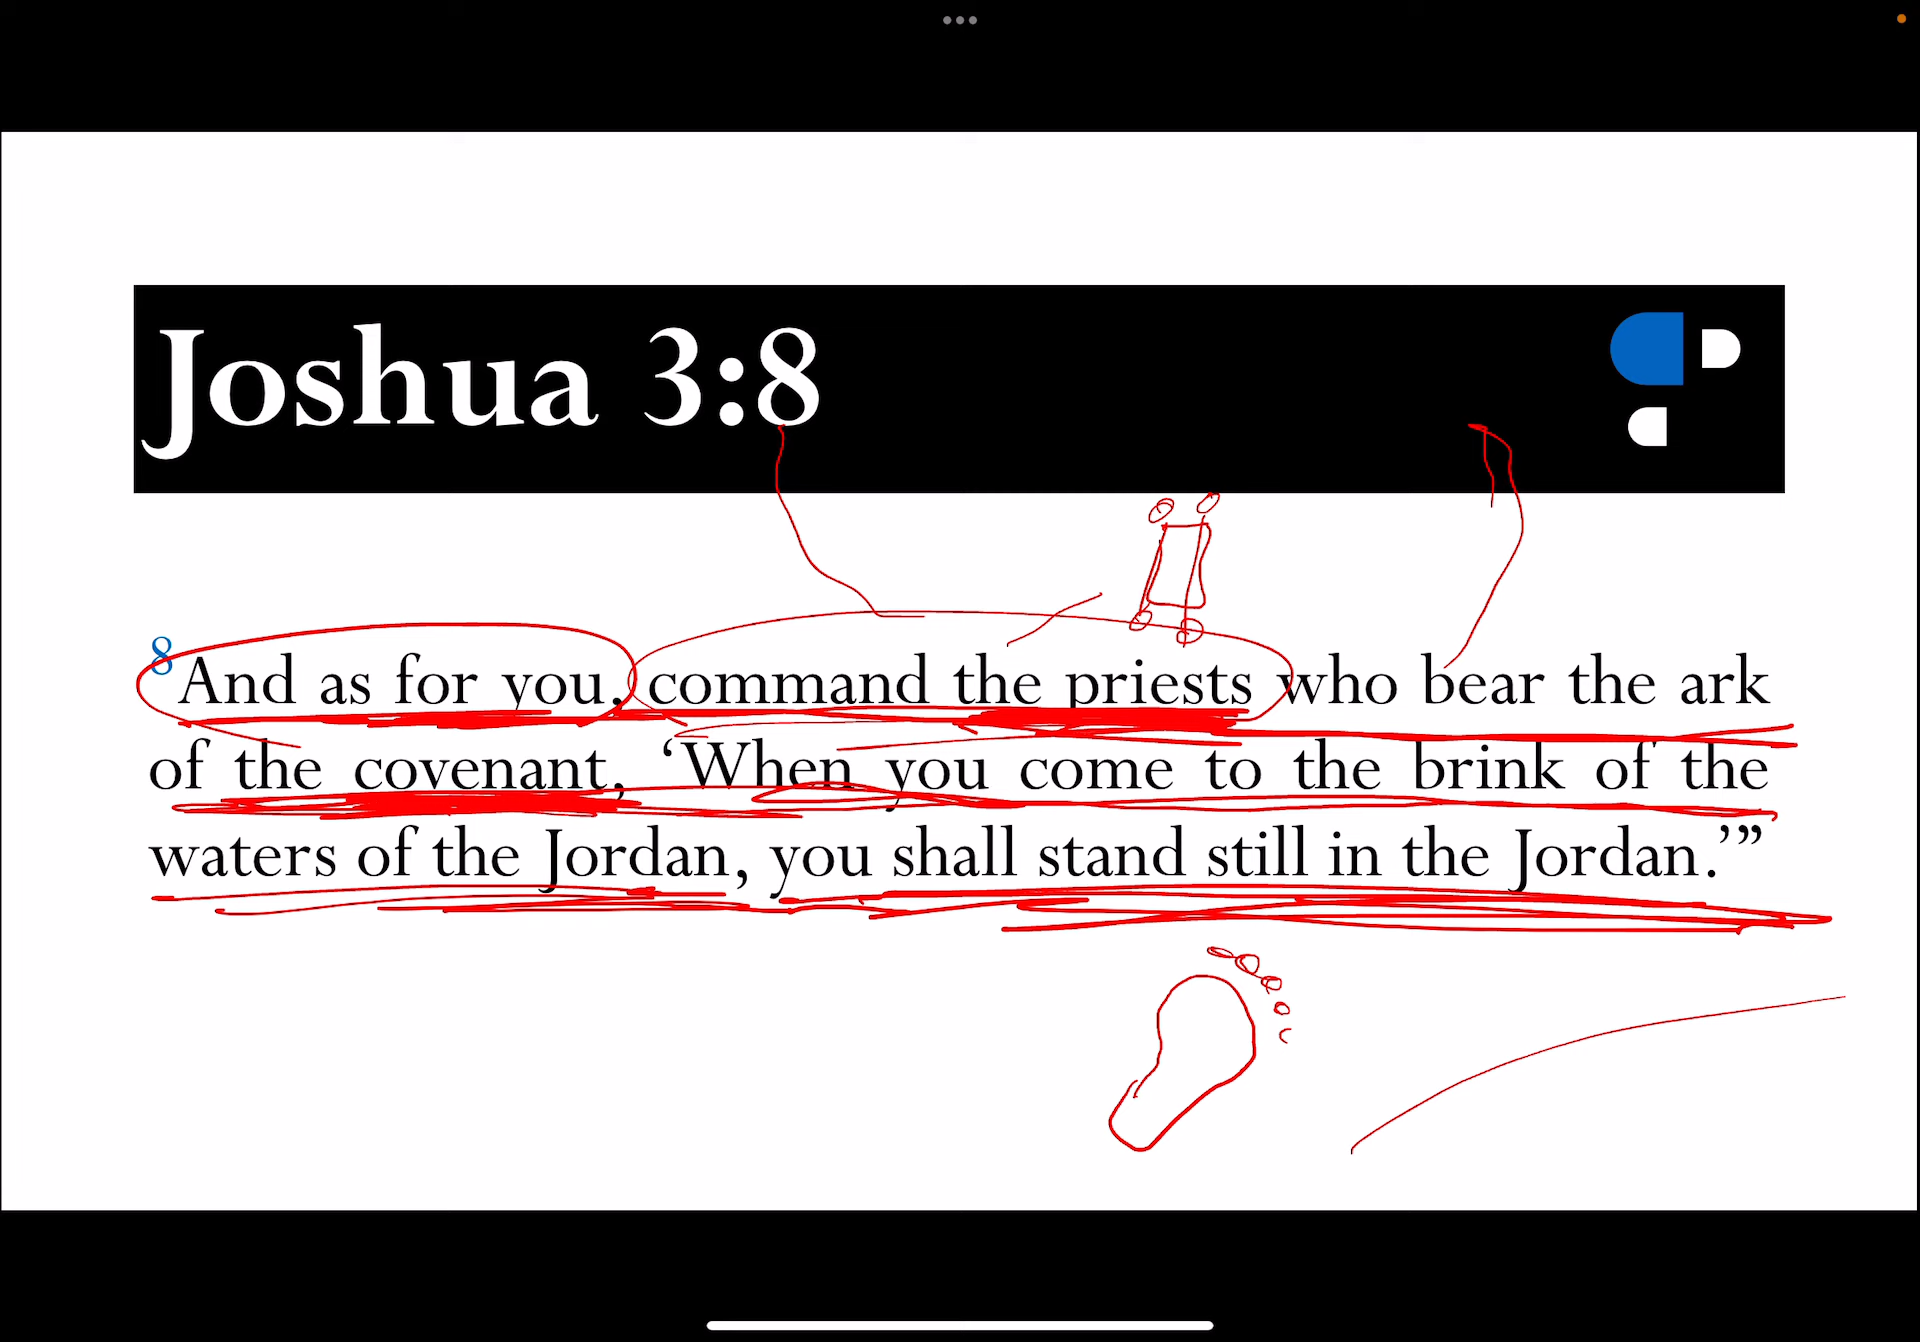 Joshua 3:8
8And as for you, command the priests who bear the ark
of the covenant, ‘When you come to the brink of the
waters of the Jordan, you shall stand still in the Jordan.’”